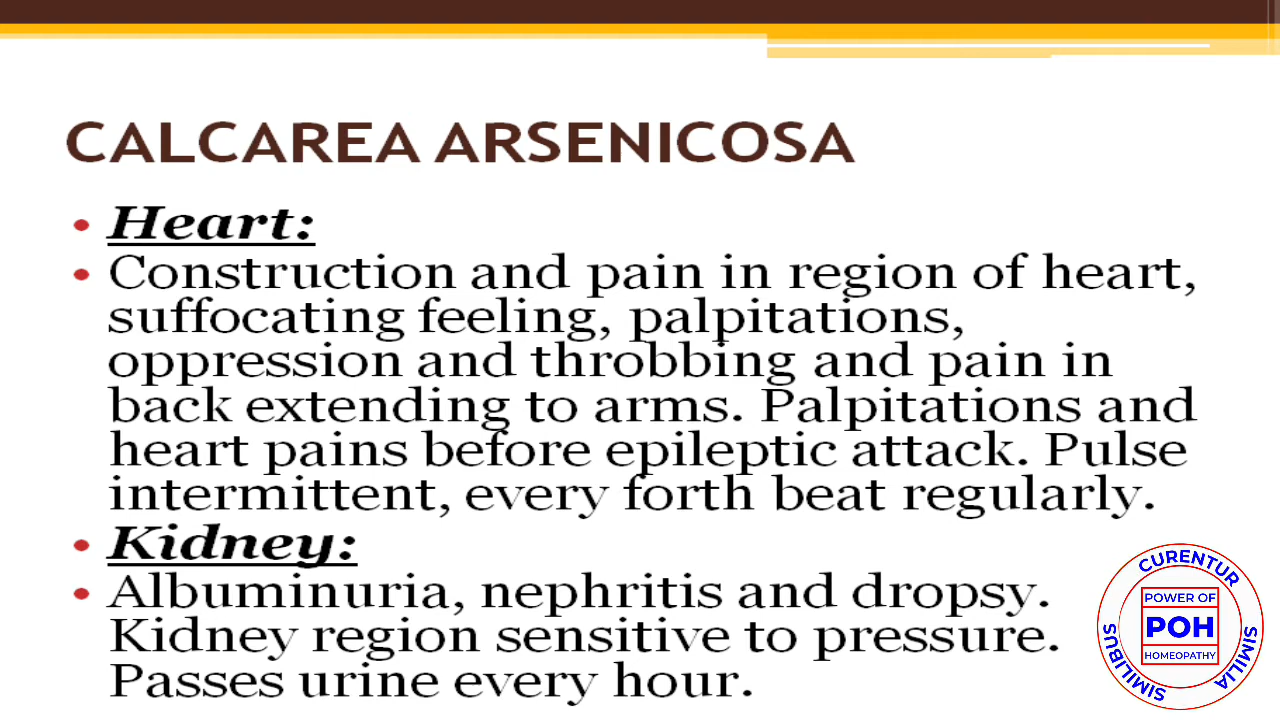 CALCAREA ARSENICOSA
• Heart:
• Construction and pain in region of heart,
suffocating feeling, palpitations,
oppression and throbbing and pain in
back extending to arms. Palpitations and
heart pains before epileptic attack. Pulse
intermittent, every forth beat regularly.
• Kidney:
• Albuminuria, nephritis and dropsy.
Kidney region sensitive to pressure.
Passes urine every hour.
SIMILIBUS CURENTUR SIMILIA
POWER OF
POH
HOMEOPATHY